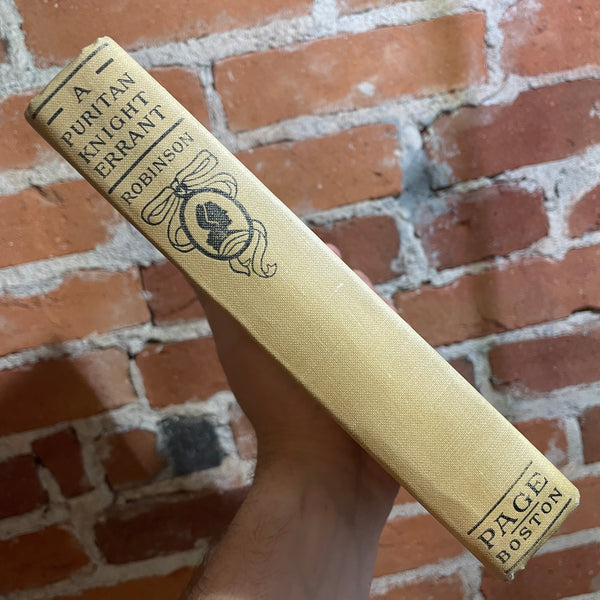 A
PURITAN
KNIGHT
ERRANT
ROBINSON
PAGE
BOSTON